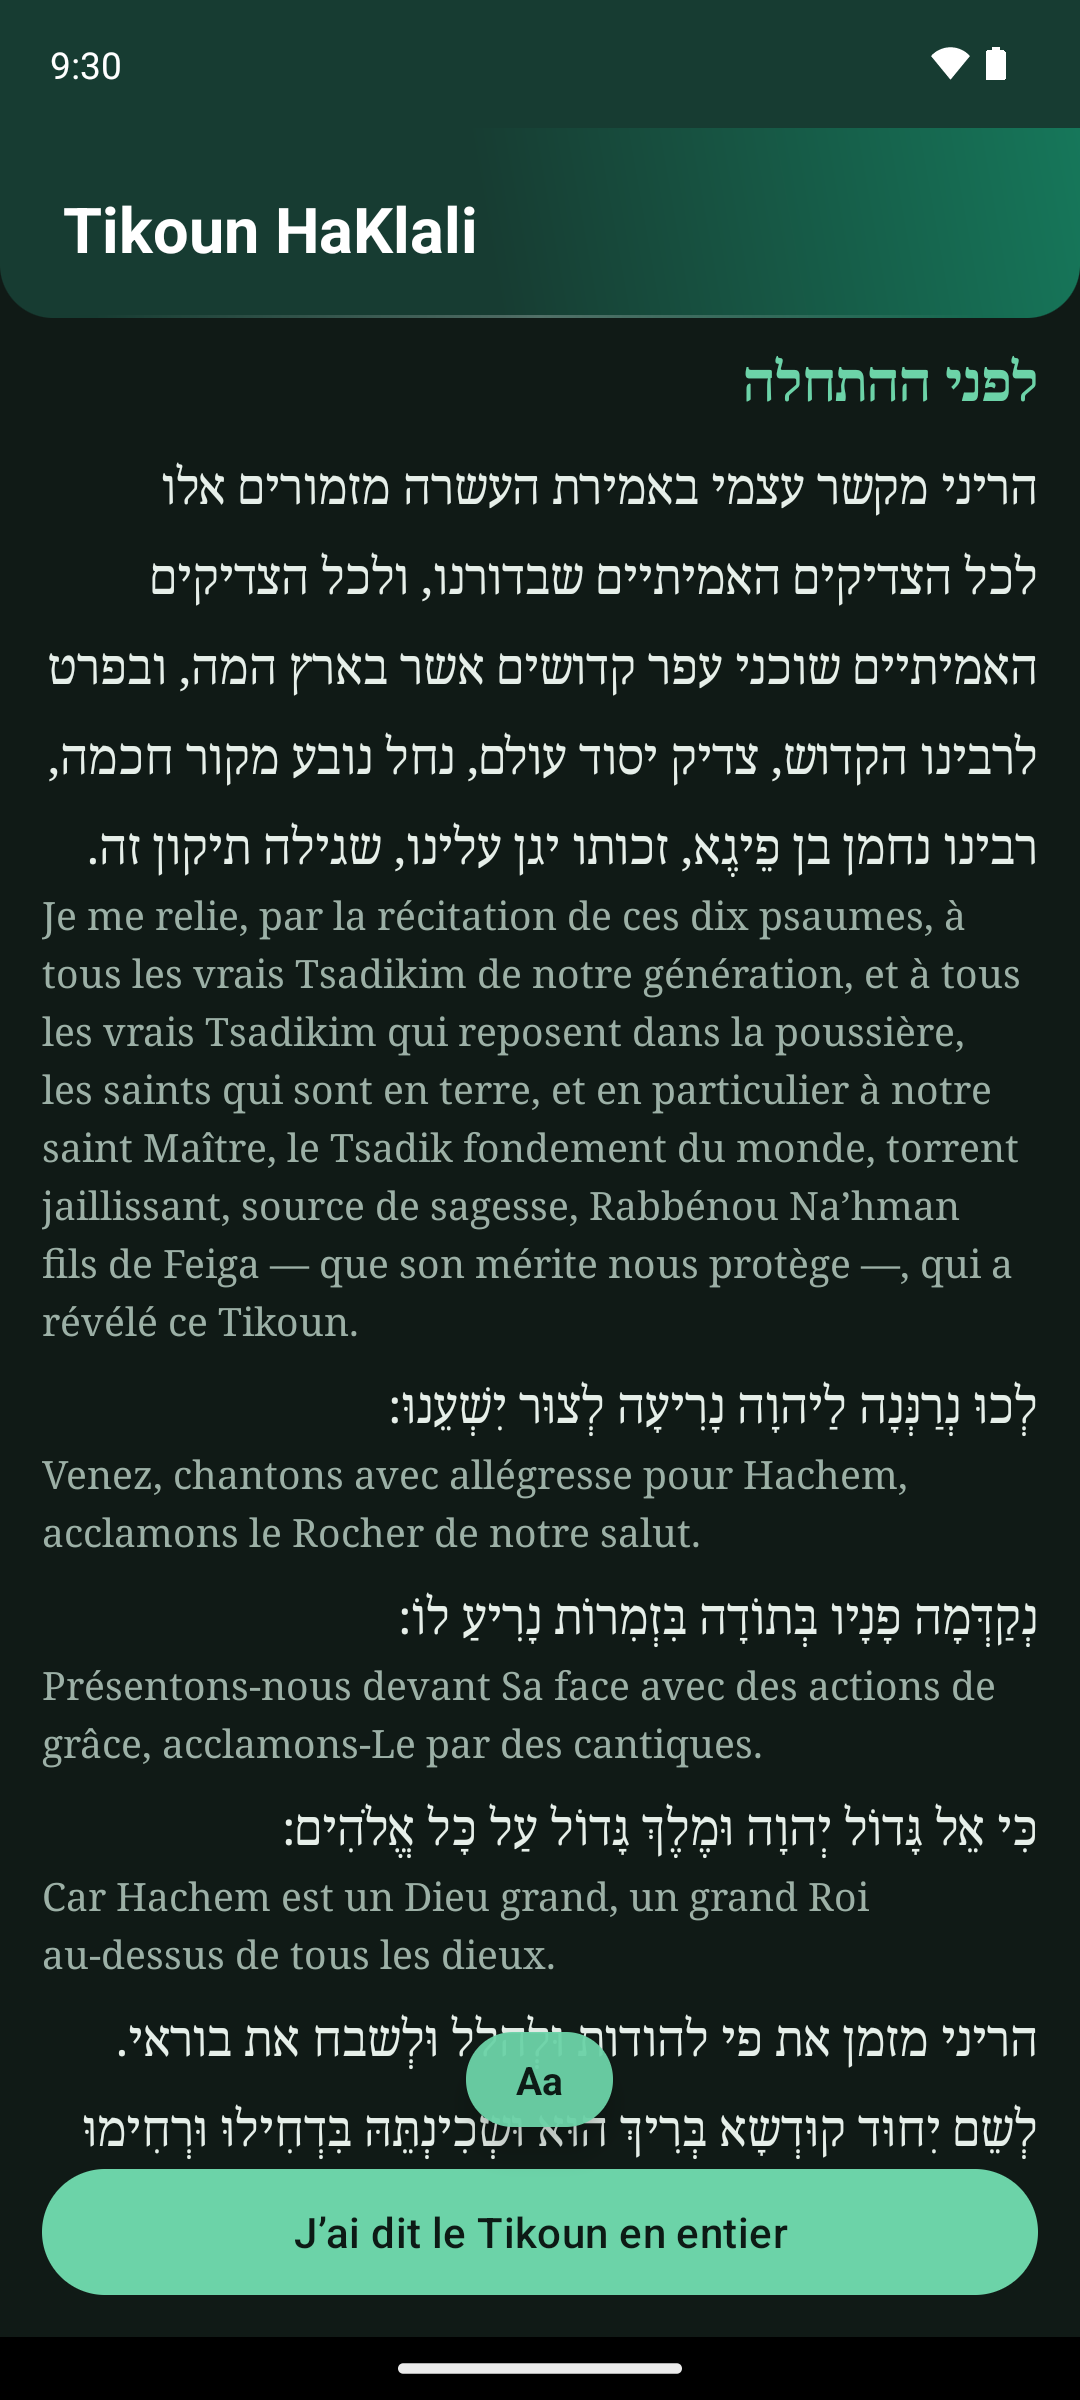 9:30
Tikoun HaKlali
לפני ההתחלה
הריני מקשר עצמי באמירת העשרה מזמורים אלו
לכל הצדיקים האמיתיים שבדורנו, ולכל הצדיקים
האמיתיים שוכני עפר קדושים אשר בארץ המה, ובפרט
לרבינו הקדוש, צדיק יסוד עולם, נחל נובע מקור חכמה,
רבינו נחמן בן פֵיגֶא, זכותו יגן עלינו, שגילה תיקון זה.
Je me relie, par la récitation de ces dix psaumes, à
tous les vrais Tsadikim de notre génération, et à tous
les vrais Tsadikim qui reposent dans la poussière,
les saints qui sont en terre, et en particulier à notre
saint Maître, le Tsadik fondement du monde, torrent
jaillissant, source de sagesse, Rabbénou Na’hman
fils de Feiga — que son mérite nous protège —, qui a
révélé ce Tikoun.
לְכוּ נְרַנְּנָה לַיהוָה נָרִיעָה לְצוּר יִשְׁעֵנוּ:
Venez, chantons avec allégresse pour Hachem,
acclamons le Rocher de notre salut.
נְקַדְּמָה פָנָיו בְּתוֹדָה בִּזְמִרוֹת נָרִיעַ לוֹ:
Présentons-nous devant Sa face avec des actions de
grâce, acclamons-Le par des cantiques.
כִּי אֵל גָּדוֹל יְהוָה וּמֶלֶךְ גָּדוֹל עַל כָּל אֱלֹהִים:
Car Hachem est un Dieu grand, un grand Roi
au-dessus de tous les dieux.
הריני מזמן את פי להודות וּלְהלל וּלְשבח את בוראי.
Aa
לְשֵׁם יִחוּד קוּדְשָׁא בְּרִיךְ הוּא וּשְׁכִינְתֵּהּ בִּדְחִילוּ וּרְחִימוּ
J’ai dit le Tikoun en entier